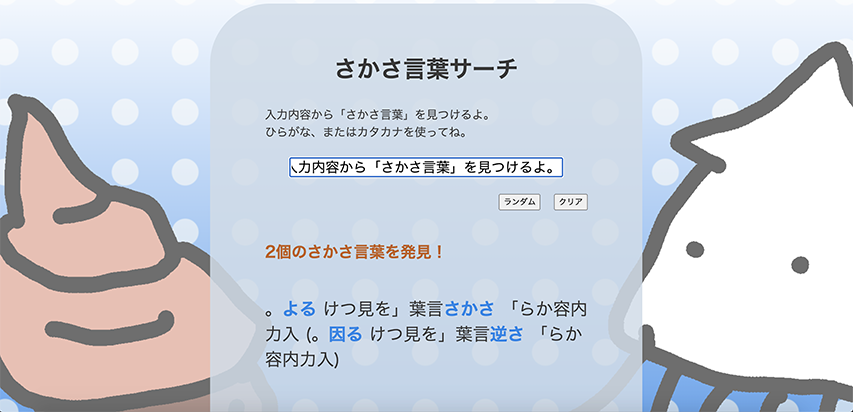 さかさ言葉サーチ
入力内容から「さかさ言葉」を見つけるよ。
ひらがな、またはカタカナを使ってね。
力内容から「さかさ言葉」を見つけるよ。
ランダム クリア
2個のさかさ言葉を発見！
。よる けつ見を」葉言さかさ 「らか容内
力入 (。因る けつ見を」葉言逆さ 「らか
容内力入)